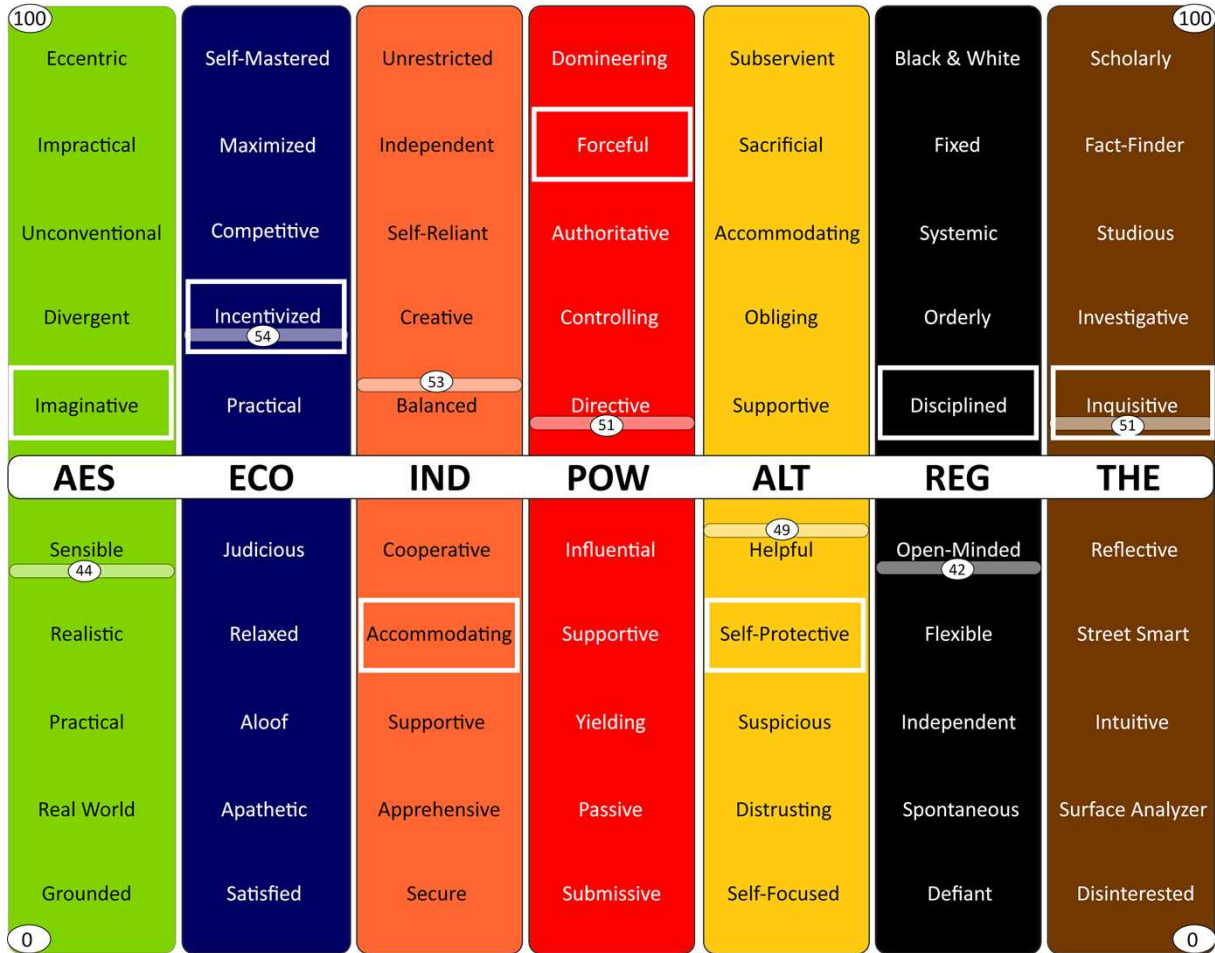 100 100
Eccentric Self-Mastered Unrestricted Domineering Subservient Black & White Scholarly
Impractical Maximized Independent Forceful Sacrificial Fixed Fact-Finder
Unconventional Competitive Self-Reliant Authoritative Accommodating Systemic Studious
Divergent Incentivized Creative Controlling Obliging Orderly Investigative
54
53
Imaginative Practical Balanced Directive Supportive Disciplined Inquisitive
51 51
AES ECO IND POW ALT REG THE
49
Sensible Judicious Cooperative Influential Helpful Open-Minded Reflective
44 42
Realistic Relaxed Accommodating Supportive Self-Protective Flexible Street Smart
Practical Aloof Supportive Yielding Suspicious Independent Intuitive
Real World Apathetic Apprehensive Passive Distrusting Spontaneous Surface Analyzer
Grounded Satisfied Secure Submissive Self-Focused Defiant Disinterested
0 0